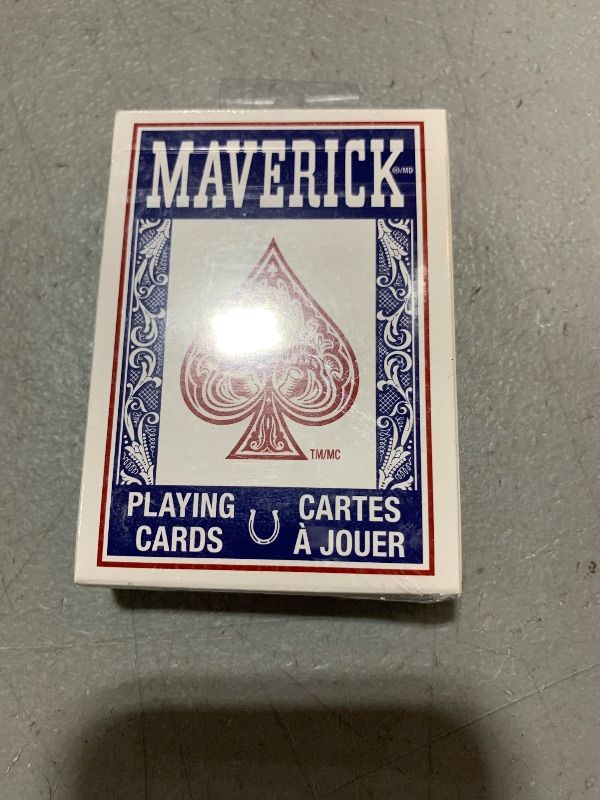 MAVERICK ®/MD
TM/MC
PLAYING CARDS
CARTES À JOUER